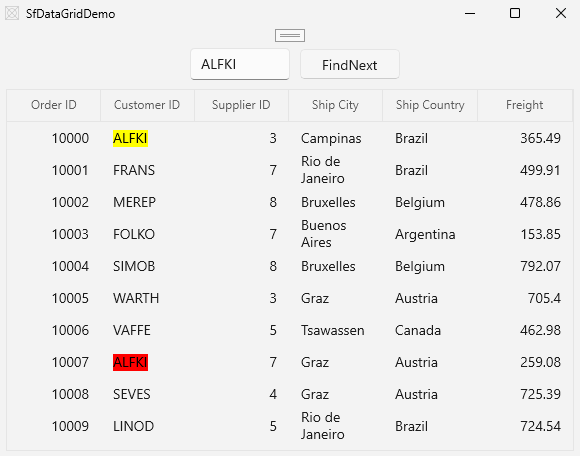 SfDataGridDemo
ALFKI FindNext
Order ID Customer ID Supplier ID Ship City Ship Country Freight
10000 ALFKI 3 Campinas Brazil 365.49
10001 FRANS 7 Rio de Janeiro Brazil 499.91
10002 MEREP 8 Bruxelles Belgium 478.86
10003 FOLKO 7 Buenos Aires Argentina 153.85
10004 SIMOB 8 Bruxelles Belgium 792.07
10005 WARTH 3 Graz Austria 705.4
10006 VAFFE 5 Tsawassen Canada 462.98
10007 ALFKI 7 Graz Austria 259.08
10008 SEVES 4 Graz Austria 725.39
10009 LINOD 5 Rio de Janeiro Brazil 724.54